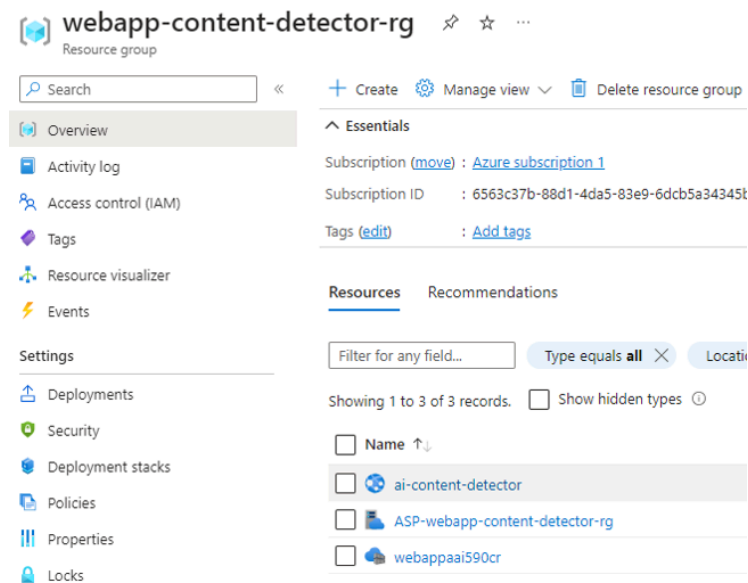 webapp-content-detector-rg
Resource group
Search
Overview
Activity log
Access control (IAM)
Tags
Resource visualizer
Events
Settings
Deployments
Security
Deployment stacks
Policies
Properties
Locks
Create Manage view Delete resource group
Essentials
Subscription (move) : Azure subscription 1
Subscription ID : 6563c37b-88d1-4da5-83e9-6dcb5a34345b
Tags (edit) : Add tags
Resources Recommendations
Filter for any field... Type equals all Locatio
Showing 1 to 3 of 3 records. Show hidden types
Name
ai-content-detector
ASP-webapp-content-detector-rg
webappaai590cr